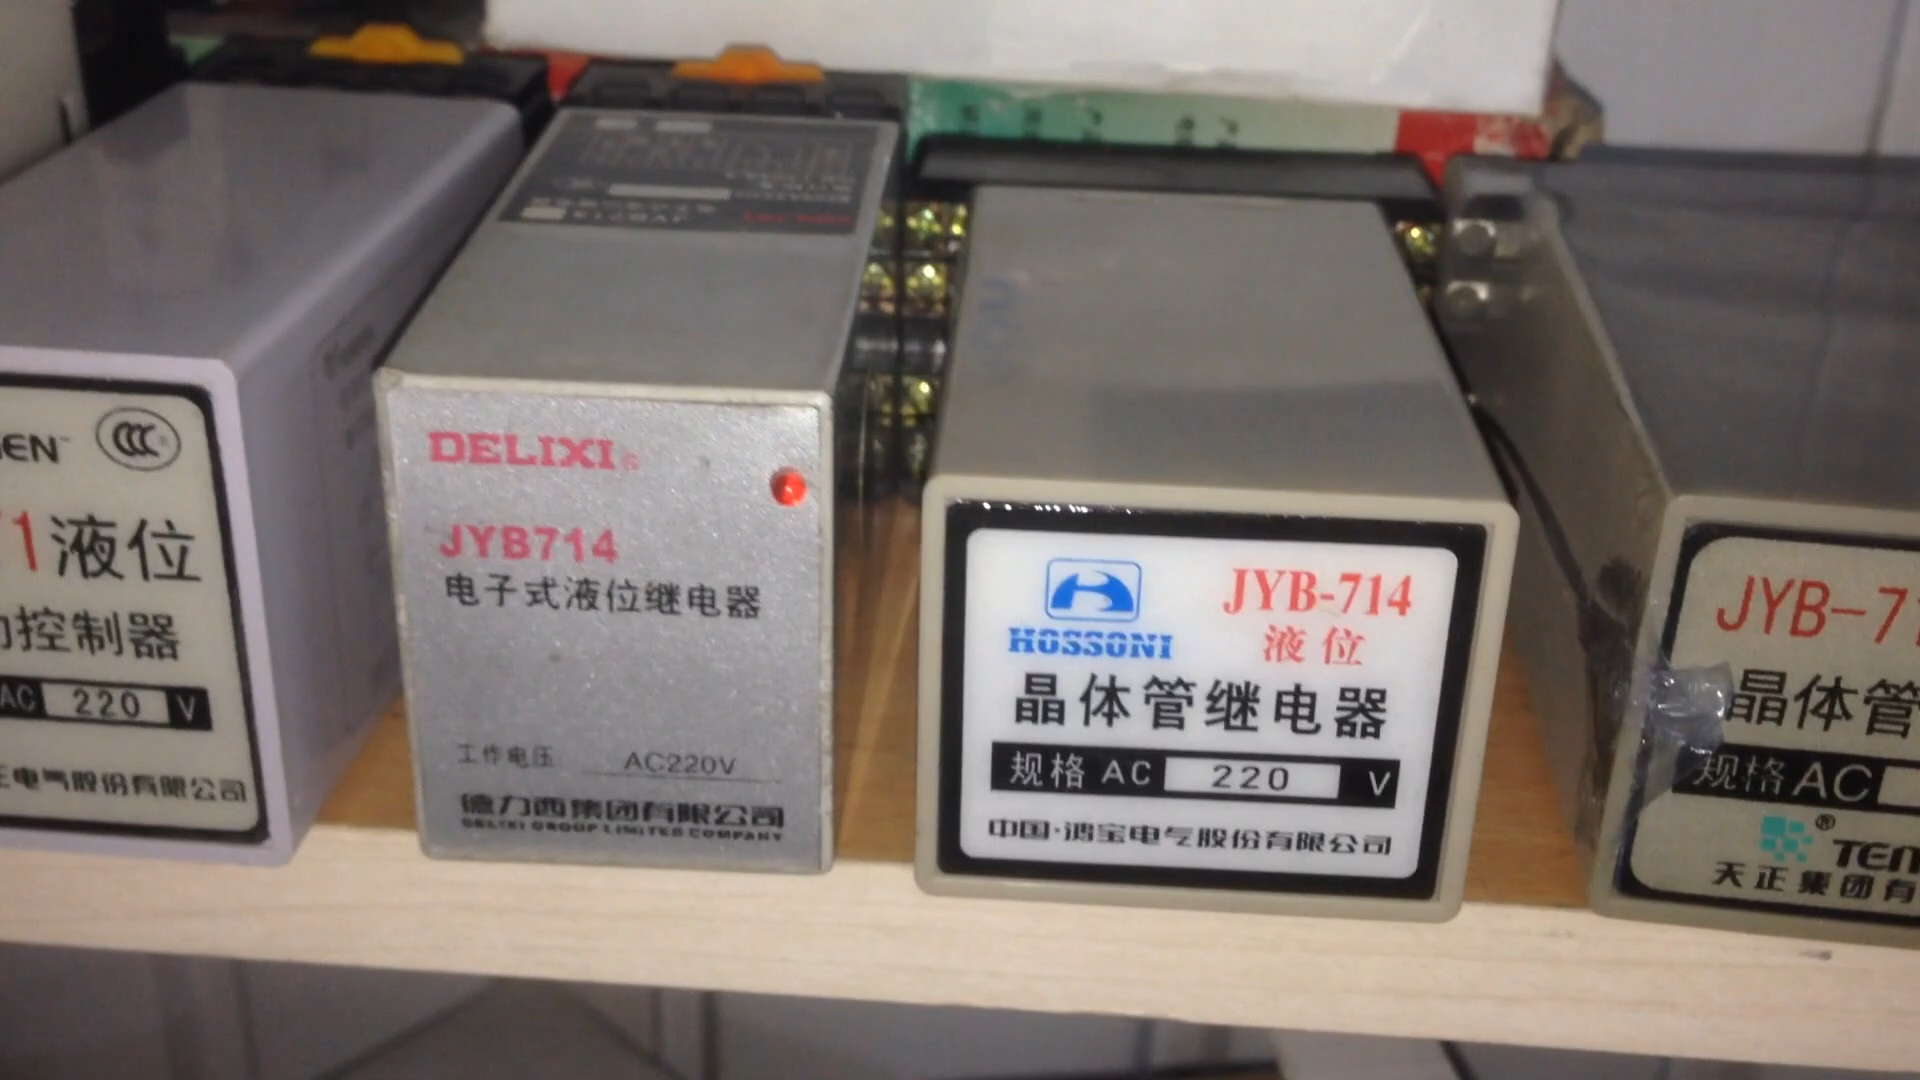 CCC
1液位
控制器
AC 220 V
电气股份有限公司
JYB714
DELIXI
JYB714
电子式液位继电器
工作电压 AC220V
德力西集团有限公司
DELIXI GROUP LIMITED COMPANY
HOSSONI
JYB-714
液位
晶体管继电器
规格 AC 220 V
中国·鸿宝电气股份有限公司
JYB-7
晶体管
规格 AC
®
TEN
天正集团有